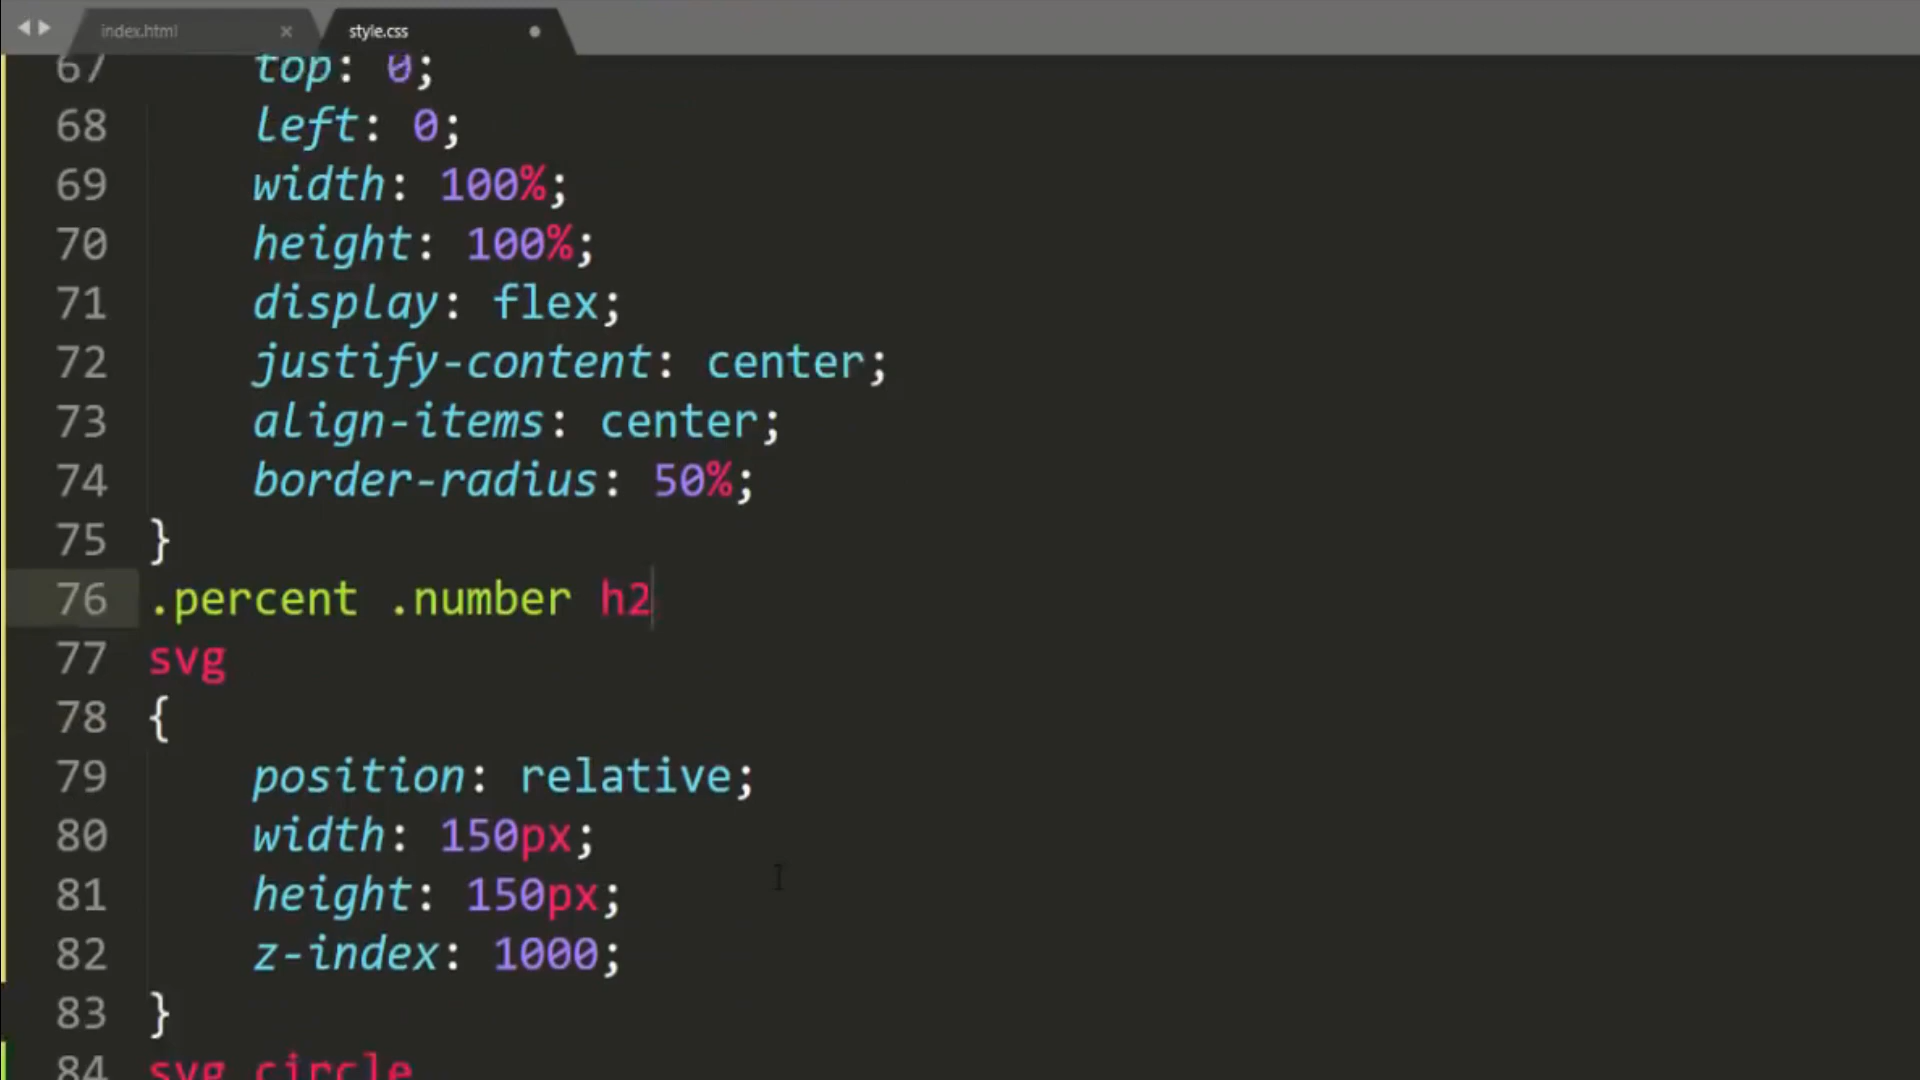 index.html
style.css
67 top: 0;
68 left: 0;
69 width: 100%;
70 height: 100%;
71 display: flex;
72 justify-content: center;
73 align-items: center;
74 border-radius: 50%;
75 }
76 .percent .number h2
77 svg
78 {
79 position: relative;
80 width: 150px;
81 height: 150px;
82 z-index: 1000;
83 }
84 svg circle